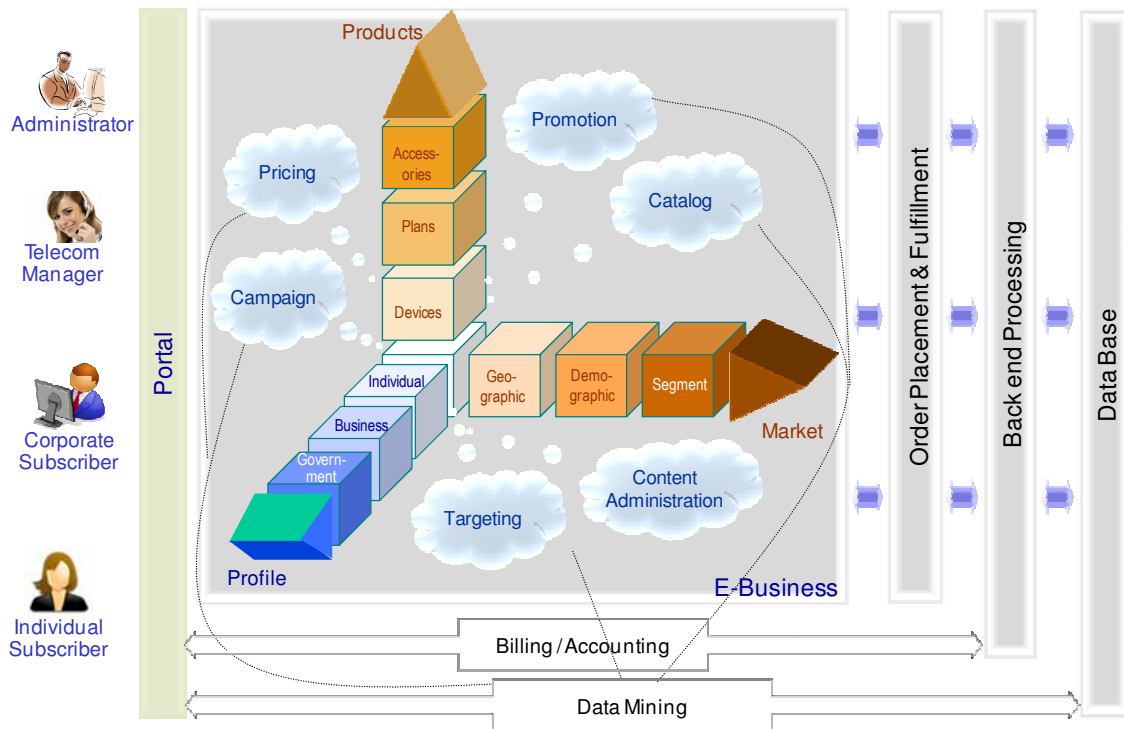 Administrator
Telecom
Manager
Corporate
Subscriber
Individual
Subscriber
Portal
Products
Access-
ories
Plans
Devices
Pricing
Campaign
Promotion
Catalog
Individual
Business
Govern-
ment
Profile
Geo-
graphic
Demo-
graphic
Segment
Market
Targeting
Content
Administration
E-Business
Order Placement & Fulfillment
Back end Processing
Data Base
Billing / Accounting
Data Mining